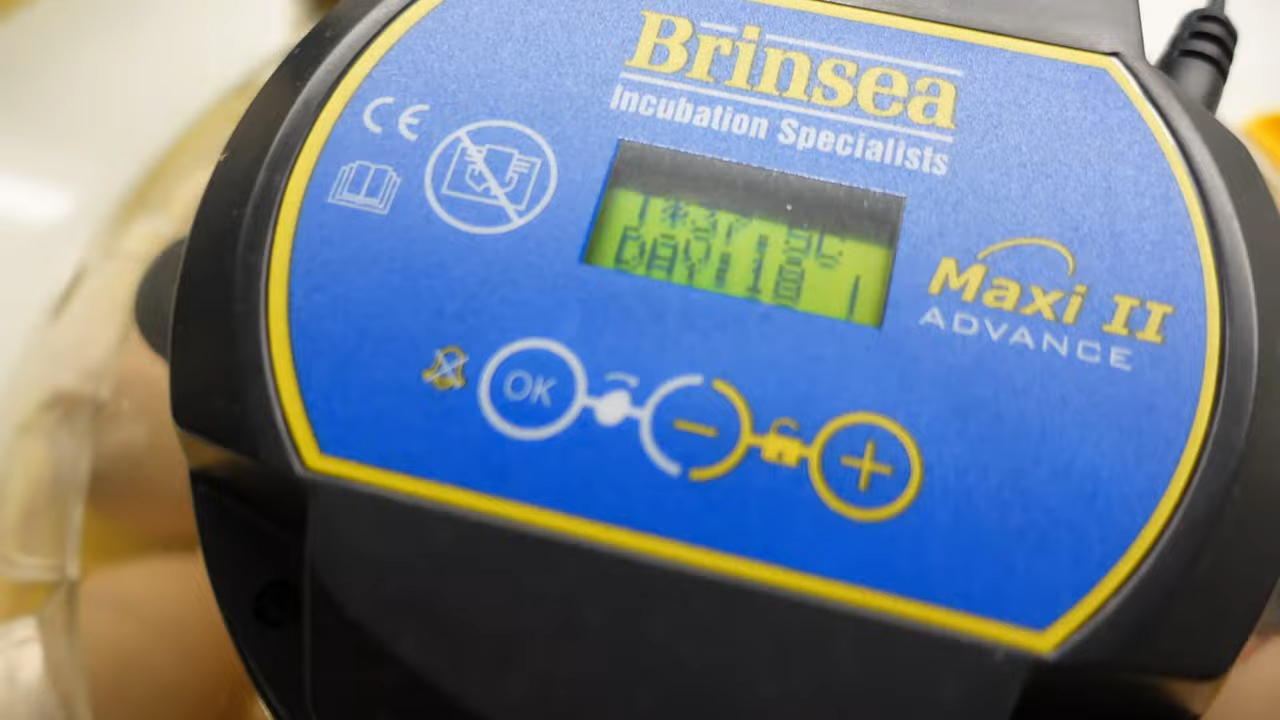 Brinsea
Incubation Specialists
CE
Maxi II
ADVANCE
OK